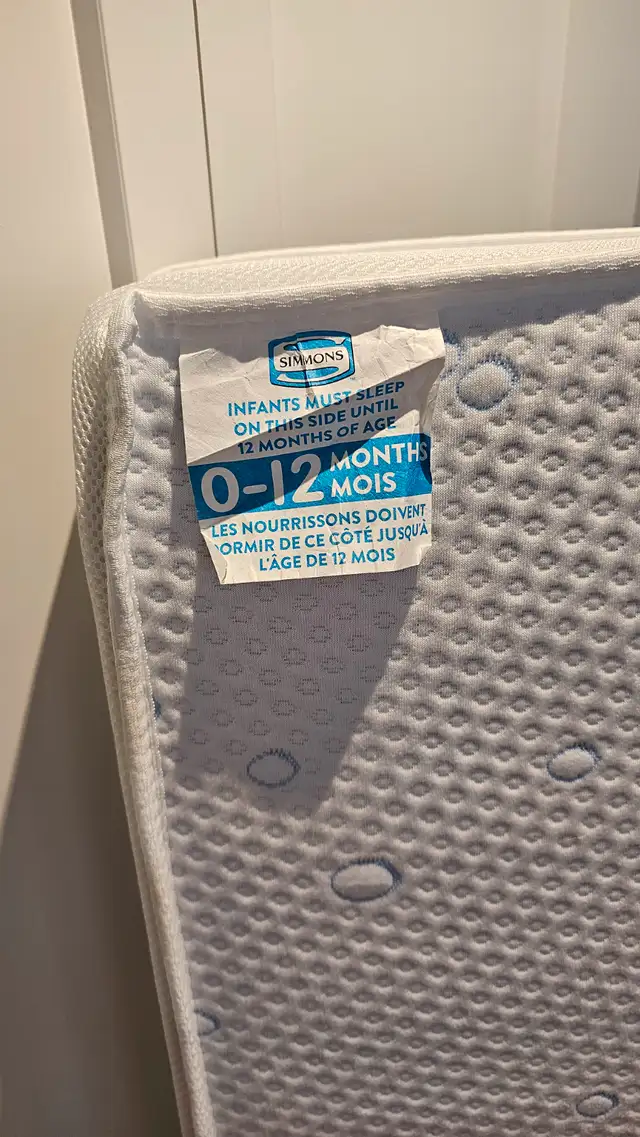 SIMMONS
INFANTS MUST SLEEP
ON THIS SIDE UNTIL
12 MONTHS OF AGE
0-12 MONTHS
MOIS
LES NOURRISSONS DOIVENT
DORMIR DE CE CÔTÉ JUSQU'À
L'ÂGE DE 12 MOIS